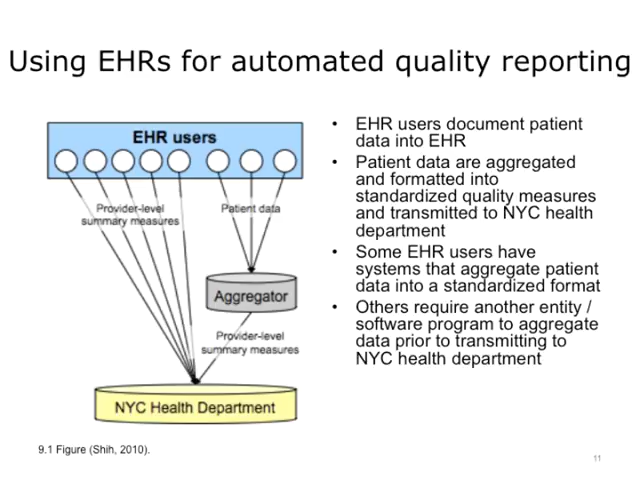 Using EHRs for automated quality reporting
EHR users
Provider-level
summary measures
Patient data
Aggregator
Provider-level
summary measures
NYC Health Department
9.1 Figure (Shih, 2010).
• EHR users document patient
data into EHR
• Patient data are aggregated
and formatted into
standardized quality measures
and transmitted to NYC health
department
• Some EHR users have
systems that aggregate patient
data into a standardized format
• Others require another entity /
software program to aggregate
data prior to transmitting to
NYC health department
11